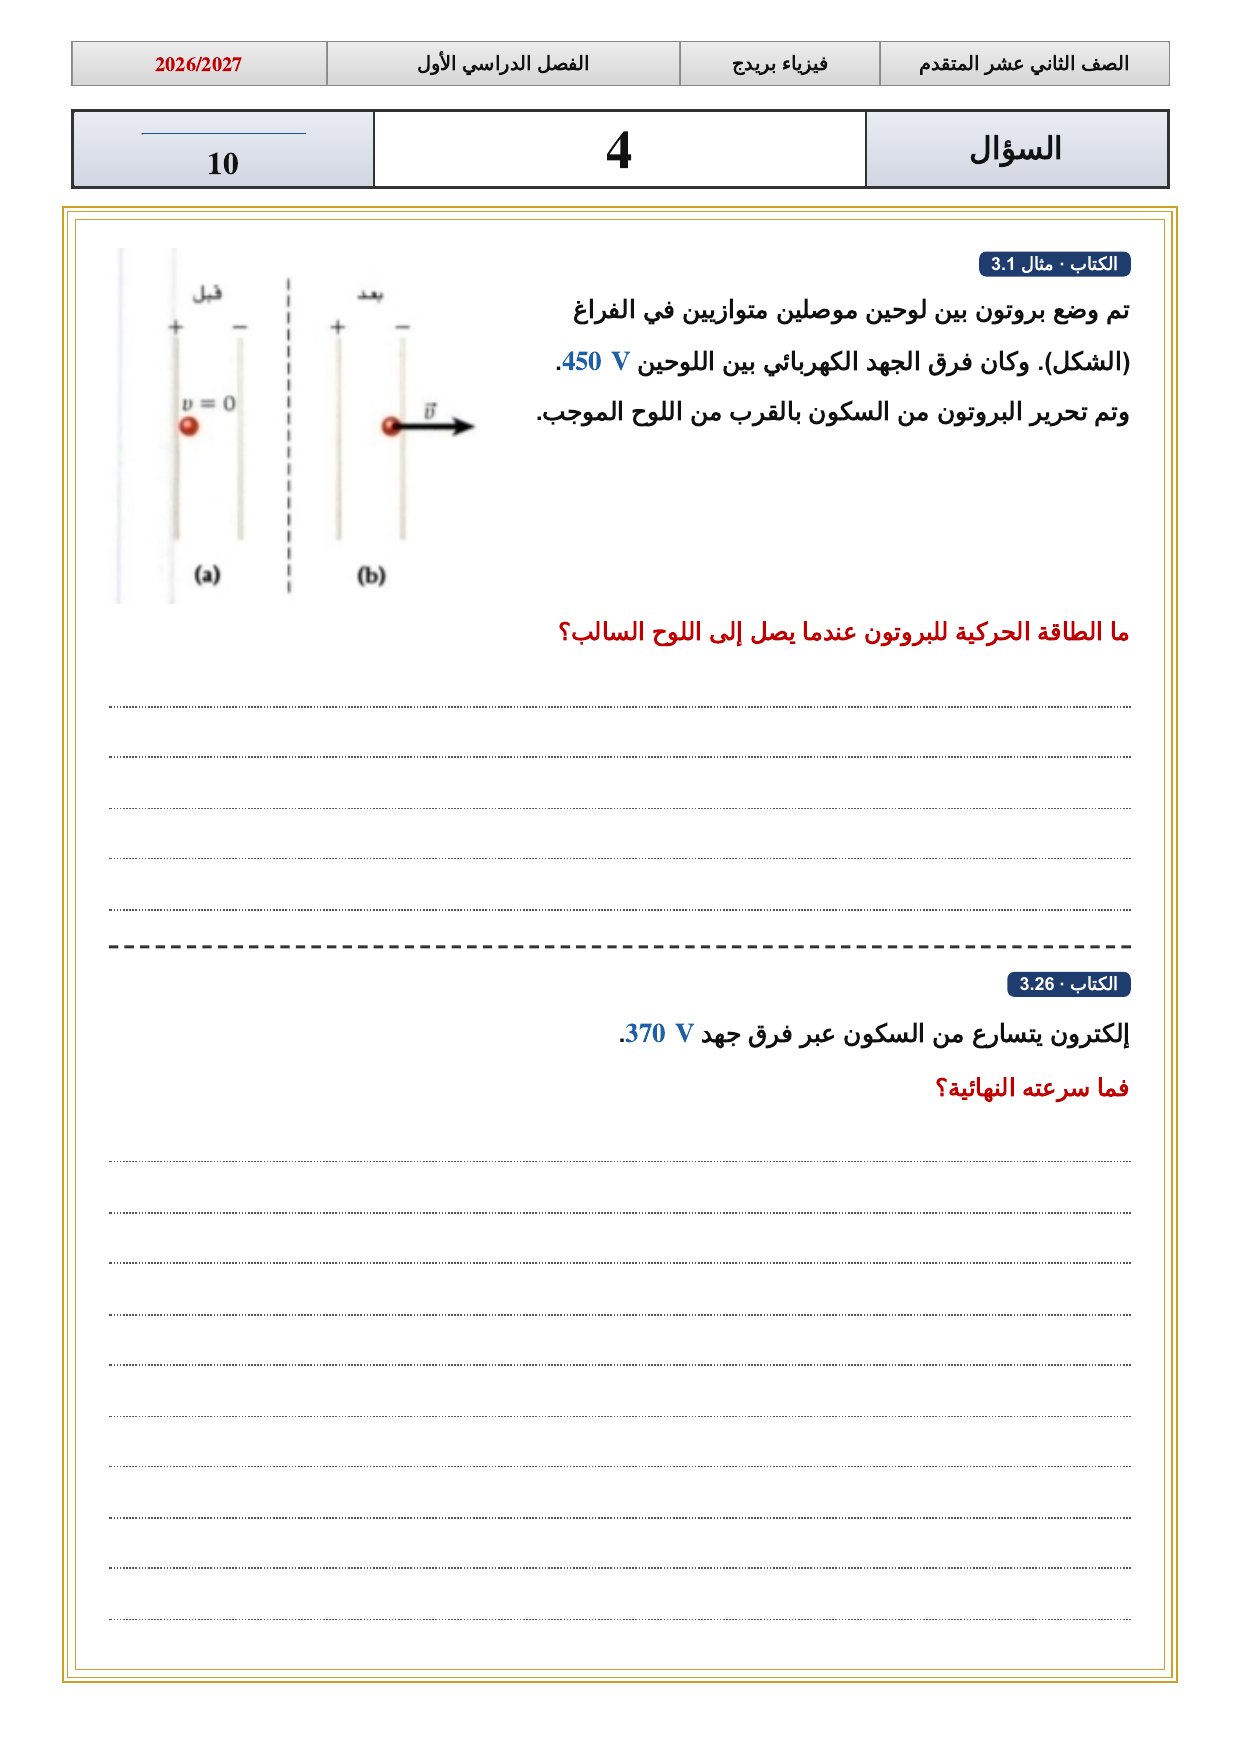 الصف الثاني عشر المتقدم
فيزياء بريدج
الفصل الدراسي الأول
2026/2027
السؤال
4
10
الكتاب · مثال 3.1
تم وضع بروتون بين لوحين موصلين متوازيين في الفراغ
(الشكل). وكان فرق الجهد الكهربائي بين اللوحين 450 V.
وتم تحرير البروتون من السكون بالقرب من اللوح الموجب.
قبل
بعد
+ −
+ −
v = 0
v⃗
(a)
(b)
ما الطاقة الحركية للبروتون عندما يصل إلى اللوح السالب؟
الكتاب · 3.26
إلكترون يتسارع من السكون عبر فرق جهد 370 V.
فما سرعته النهائية؟